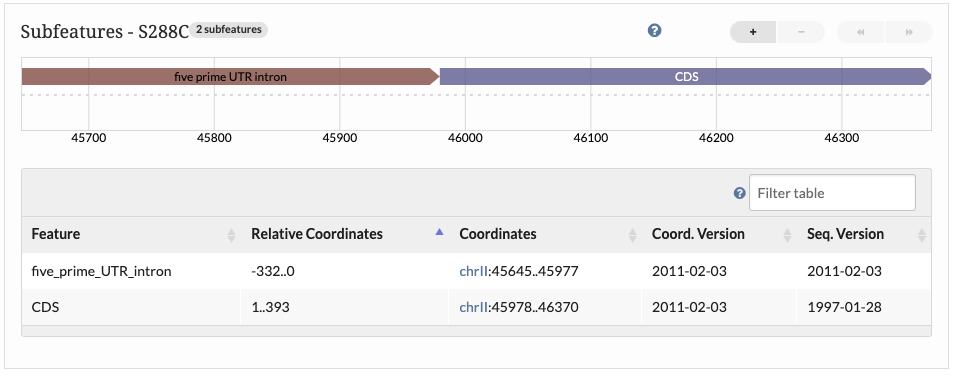 Subfeatures - S288C 2 subfeatures ? + − « »
five prime UTR intron CDS
45700 45800 45900 46000 46100 46200 46300
? Filter table
Feature Relative Coordinates Coordinates Coord. Version Seq. Version
five_prime_UTR_intron -332..0 chrII:45645..45977 2011-02-03 2011-02-03
CDS 1..393 chrII:45978..46370 2011-02-03 1997-01-28